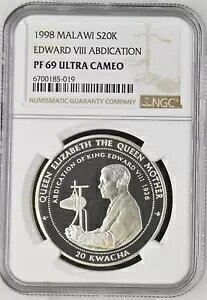 1998 MALAWI S20K
EDWARD VIII ABDICATION
PF 69 ULTRA CAMEO
6700185-019
NUMISMATIC GUARANTY COMPANY
NGC
QUEEN ELIZABETH THE QUEEN MOTHER
ABDICATION OF KING EDWARD VIII 1936
20 KWACHA